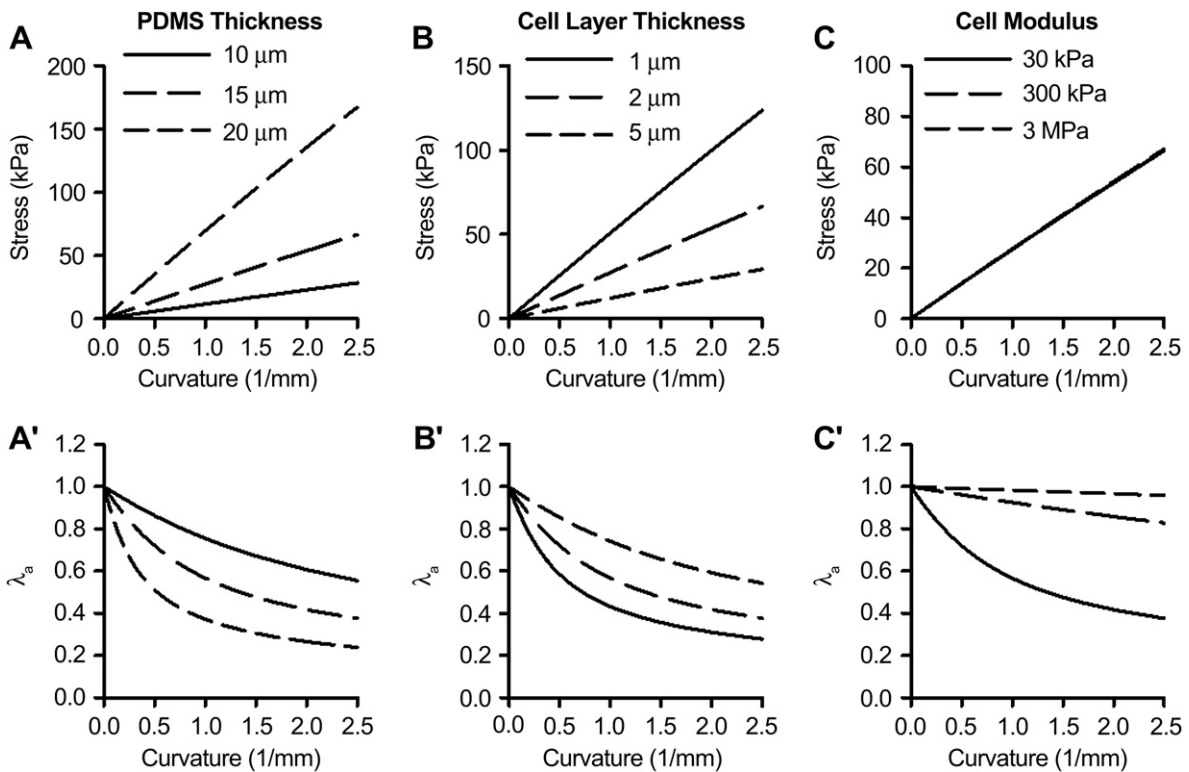 A
PDMS Thickness
10 μm
15 μm
20 μm
200
150
100
50
0
Stress (kPa)
0.0 0.5 1.0 1.5 2.0 2.5
Curvature (1/mm)
B
Cell Layer Thickness
1 μm
2 μm
5 μm
150
100
50
0
Stress (kPa)
0.0 0.5 1.0 1.5 2.0 2.5
Curvature (1/mm)
C
Cell Modulus
30 kPa
300 kPa
3 MPa
100
80
60
40
20
0
Stress (kPa)
0.0 0.5 1.0 1.5 2.0 2.5
Curvature (1/mm)
A'
1.2
1.0
0.8
0.6
0.4
0.2
0.0
λa
0.0 0.5 1.0 1.5 2.0 2.5
Curvature (1/mm)
B'
1.2
1.0
0.8
0.6
0.4
0.2
0.0
λa
0.0 0.5 1.0 1.5 2.0 2.5
Curvature (1/mm)
C'
1.2
1.0
0.8
0.6
0.4
0.2
0.0
λa
0.0 0.5 1.0 1.5 2.0 2.5
Curvature (1/mm)